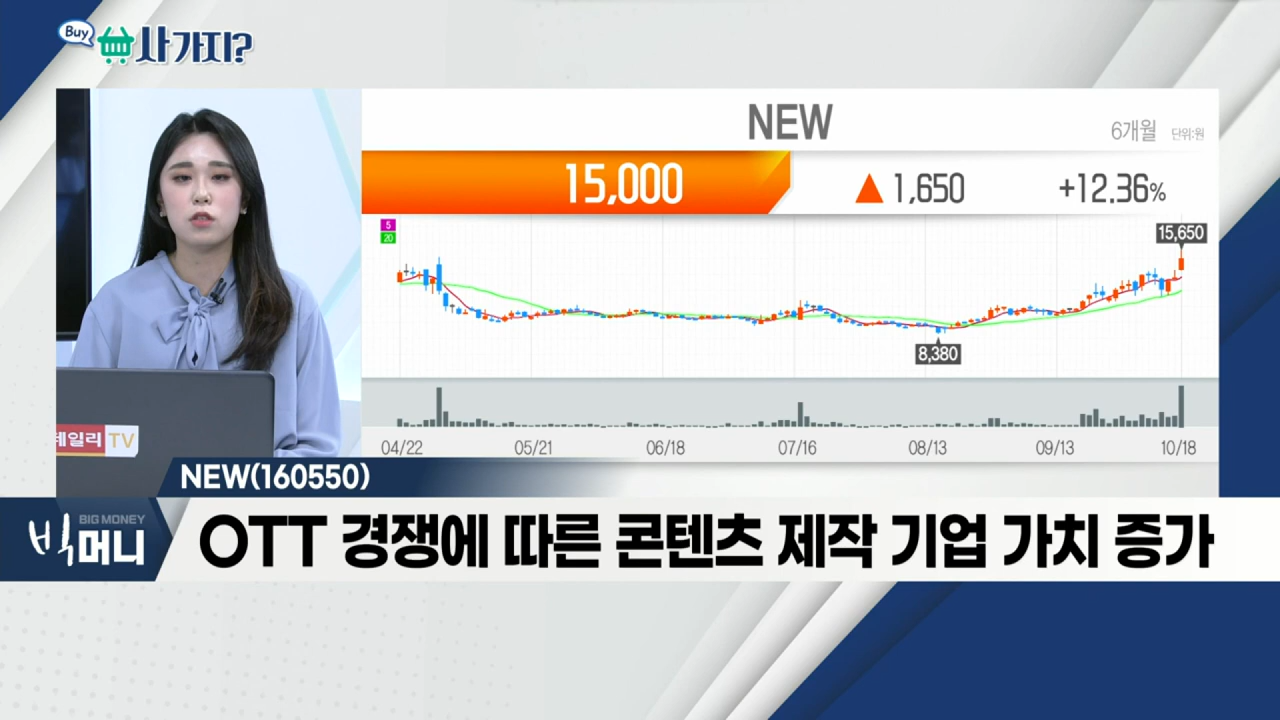 Buy 사가지?
NEW
6개월 단위:원
15,000 ▲ 1,650 +12.36%
5
20
15,650
8,380
04/22 05/21 06/18 07/16 08/13 09/13 10/18
데일리 TV
NEW(160550)
BIG MONEY
빅머니
OTT 경쟁에 따른 콘텐츠 제작 기업 가치 증가